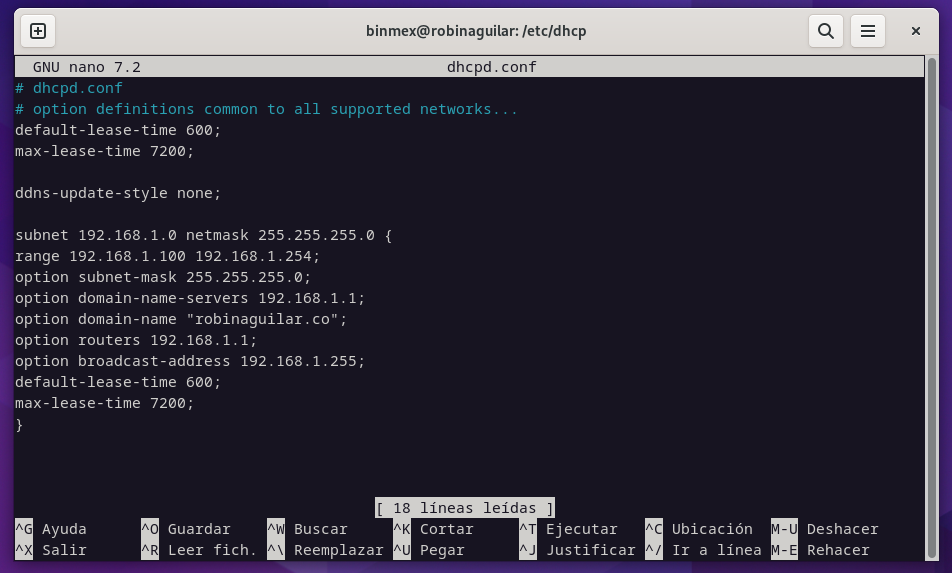 binmex@robinaguilar: /etc/dhcp
GNU nano 7.2 dhcpd.conf
# dhcpd.conf
# option definitions common to all supported networks...
default-lease-time 600;
max-lease-time 7200;
ddns-update-style none;
subnet 192.168.1.0 netmask 255.255.255.0 {
range 192.168.1.100 192.168.1.254;
option subnet-mask 255.255.255.0;
option domain-name-servers 192.168.1.1;
option domain-name "robinaguilar.co";
option routers 192.168.1.1;
option broadcast-address 192.168.1.255;
default-lease-time 600;
max-lease-time 7200;
}
[ 18 líneas leídas ]
^G Ayuda ^O Guardar ^W Buscar ^K Cortar ^T Ejecutar ^C Ubicación M-U Deshacer
^X Salir ^R Leer fich. ^\ Reemplazar ^U Pegar ^J Justificar ^/ Ir a línea M-E Rehacer